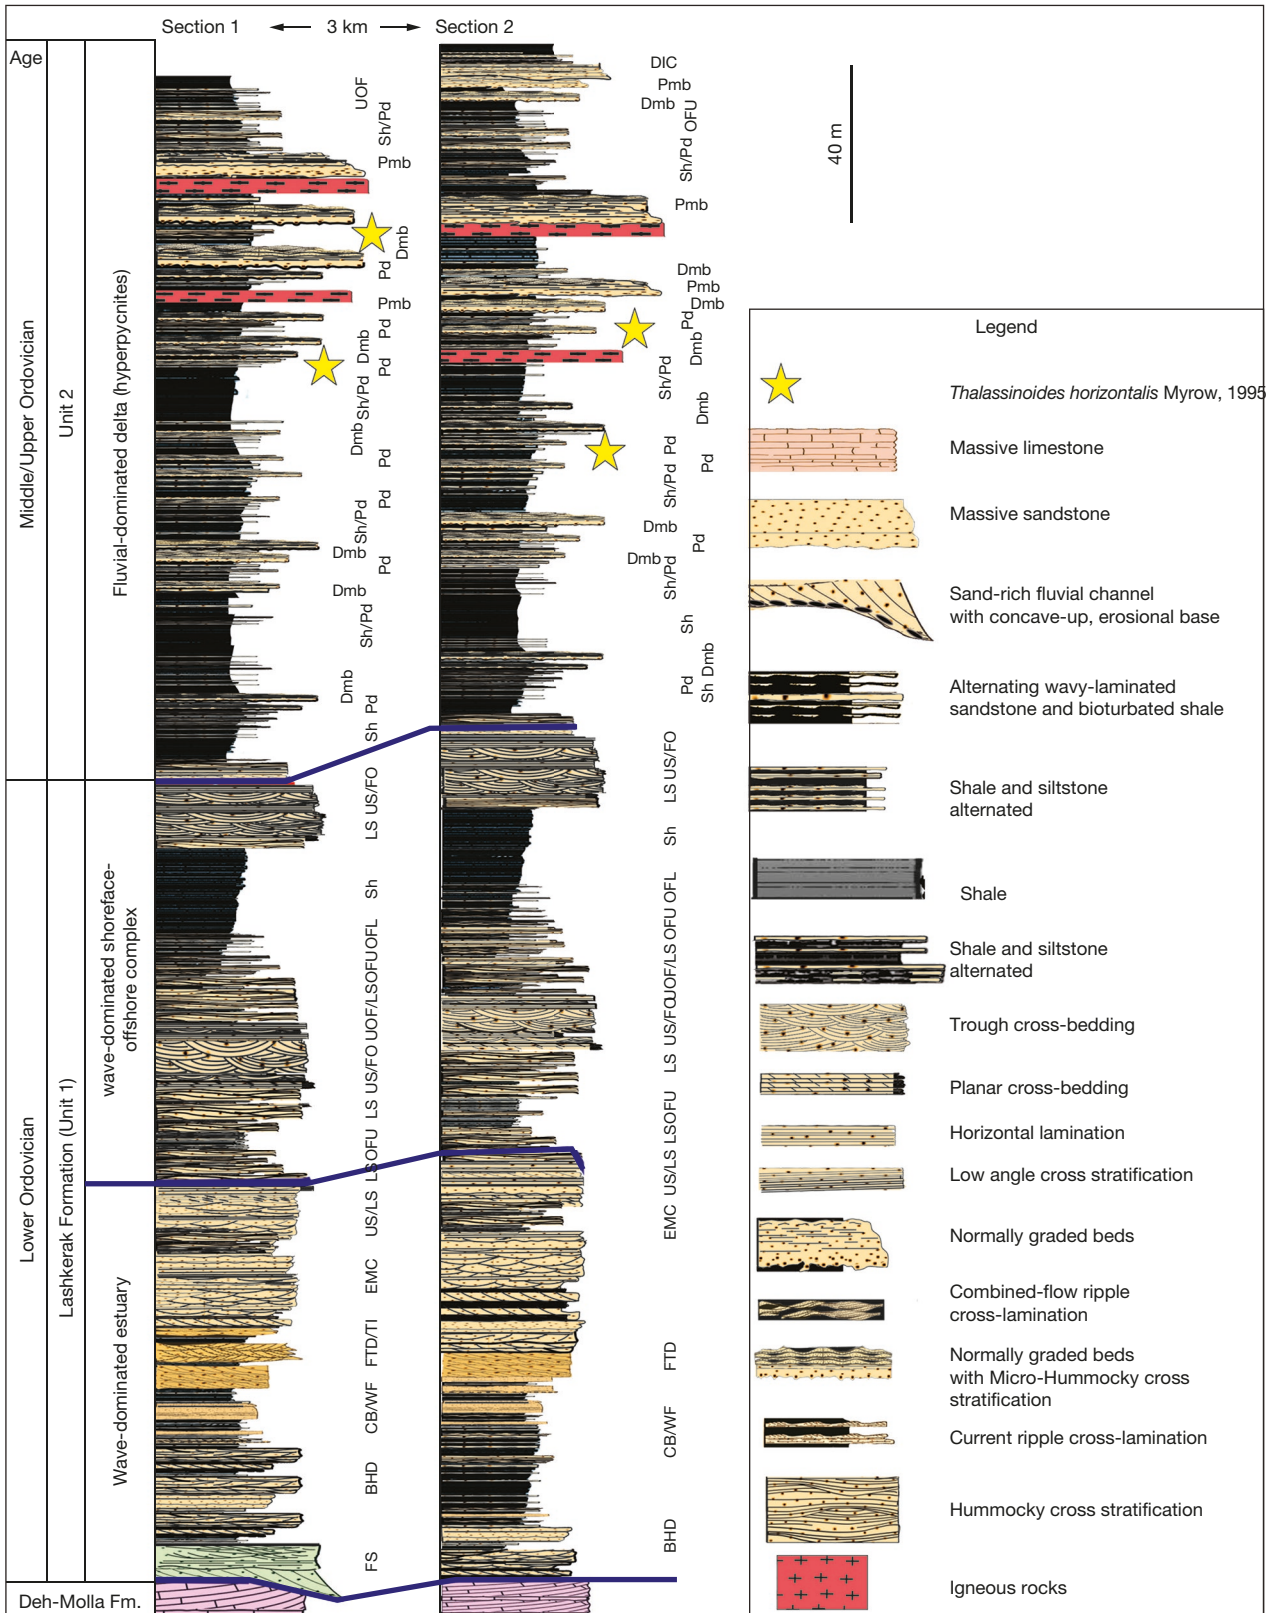 Section 1
3 km
Section 2
Age
Middle/Upper Ordovician
Unit 2
Fluvial-dominated delta (hyperpycnites)
Lower Ordovician
Lashkerak Formation (Unit 1)
wave-dominated shoreface-
offshore complex
Wave-dominated estuary
Deh-Molla Fm.
UOF
Sh/Pd
Pmb
Dmb
Pd
Pmb
Pd
Dmb
Pd
Sh/Pd
Dmb
Pd
Pd
Sh/Pd
Dmb
Pd
Dmb
Sh/Pd
Dmb
Pd
Sh
LS US/FO
Sh
OFL
OFU
UOF/LS
LS US/FO
OFU
LS
US/LS
EMC
FTD/TI
CB/WF
BHD
FS
DIC
Pmb
Dmb
OFU
Sh/Pd
Pmb
Dmb
Pmb
Dmb
Pd
Dmb
Sh/Pd
Dmb
Pd
Pd
Sh/Pd
Dmb
Pd
Dmb
Sh/Pd
Sh
Dmb
Pd
Sh
LS US/FO
Sh
OFL
OFU
UOF/LS
LS US/FO
LSOFU
US/LS
EMC
FTD
CB/WF
BHD
40 m
Legend
Thalassinoides horizontalis Myrow, 1995
Massive limestone
Massive sandstone
Sand-rich fluvial channel
with concave-up, erosional base
Alternating wavy-laminated
sandstone and bioturbated shale
Shale and siltstone
alternated
Shale
Shale and siltstone
alternated
Trough cross-bedding
Planar cross-bedding
Horizontal lamination
Low angle cross stratification
Normally graded beds
Combined-flow ripple
cross-lamination
Normally graded beds
with Micro-Hummocky cross
stratification
Current ripple cross-lamination
Hummocky cross stratification
Igneous rocks